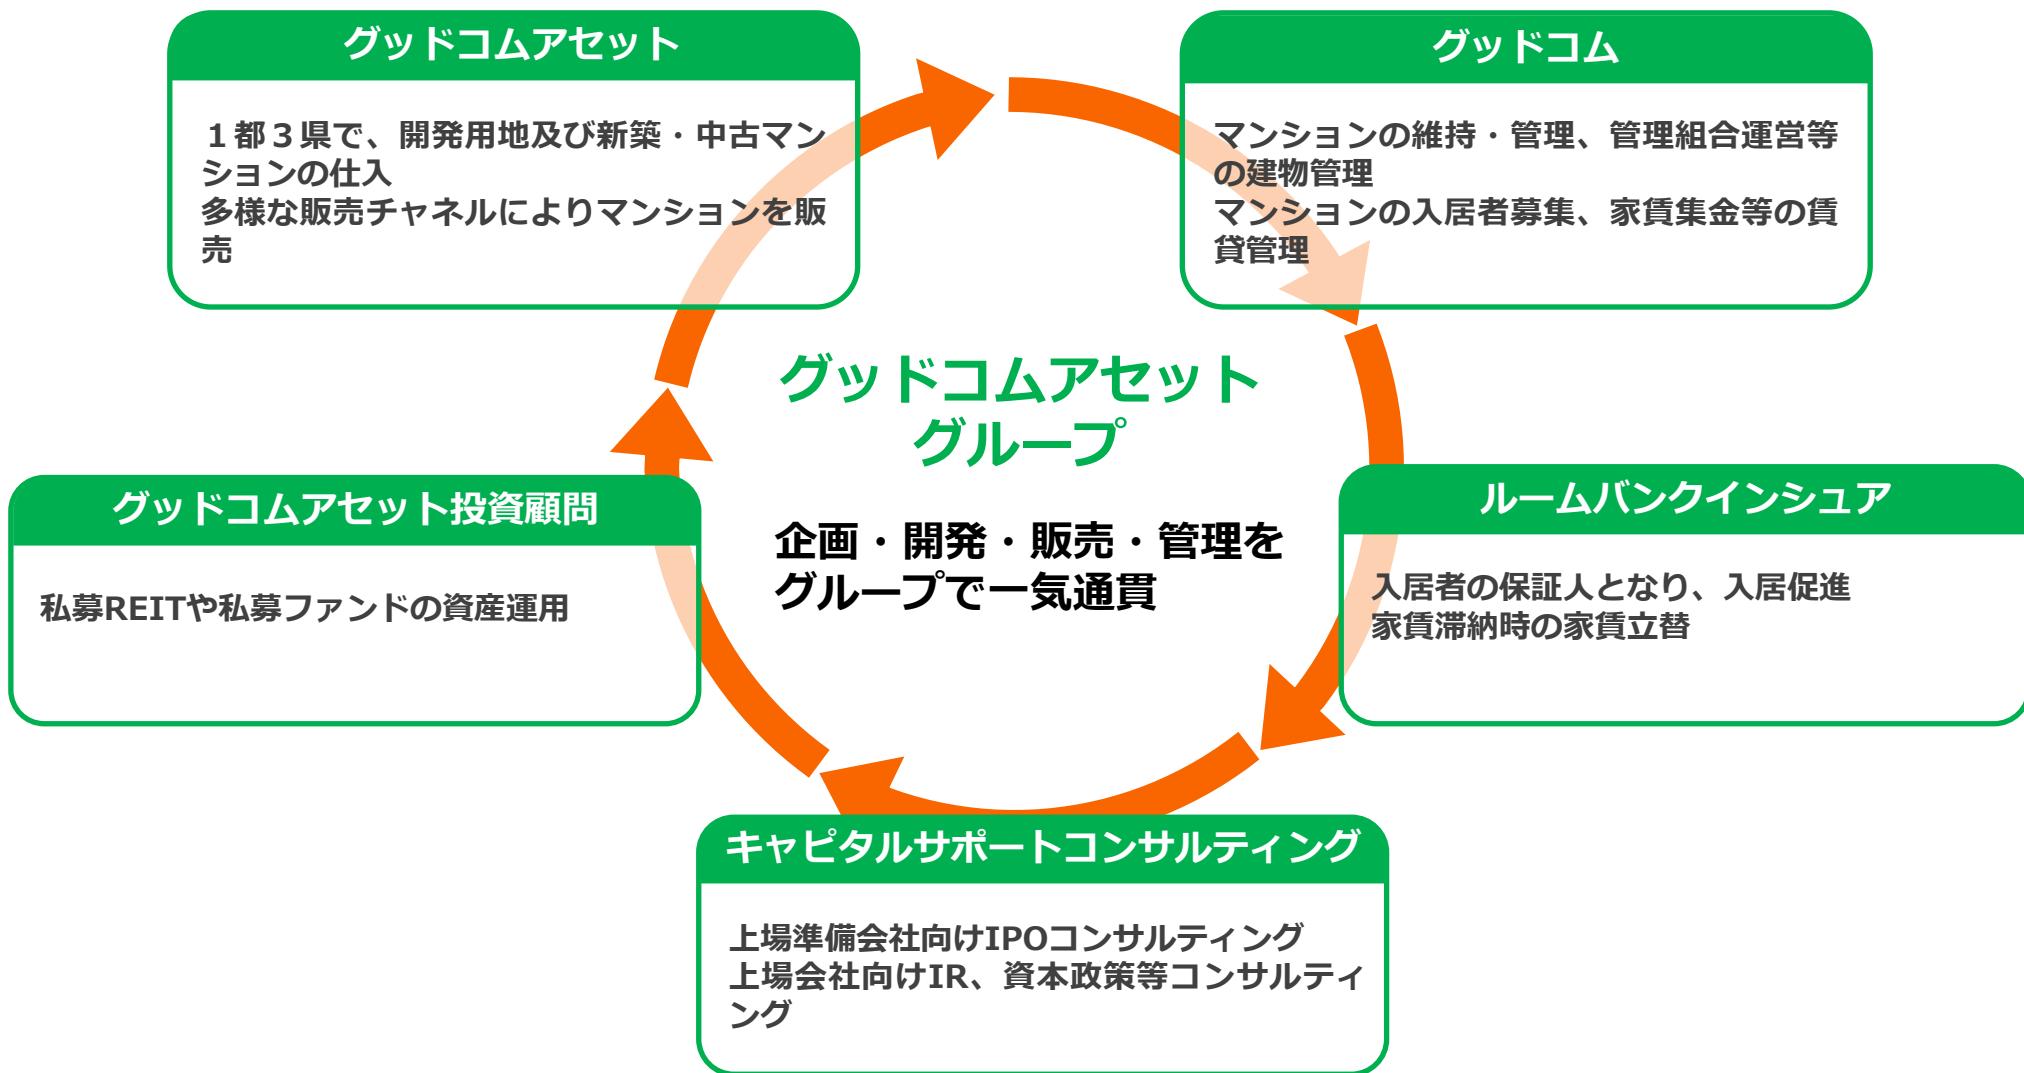 グッドコムアセット
１都３県で、開発用地及び新築・中古マン
ションの仕入
多様な販売チャネルによりマンションを販
売
グッドコム
マンションの維持・管理、管理組合運営等
の建物管理
マンションの入居者募集、家賃集金等の賃
貸管理
グッドコムアセット
グループ
企画・開発・販売・管理を
グループで一気通貫
グッドコムアセット投資顧問
私募REITや私募ファンドの資産運用
ルームバンクインシュア
入居者の保証人となり、入居促進
家賃滞納時の家賃立替
キャピタルサポートコンサルティング
上場準備会社向けIPOコンサルティング
上場会社向けIR、資本政策等コンサルティ
ング